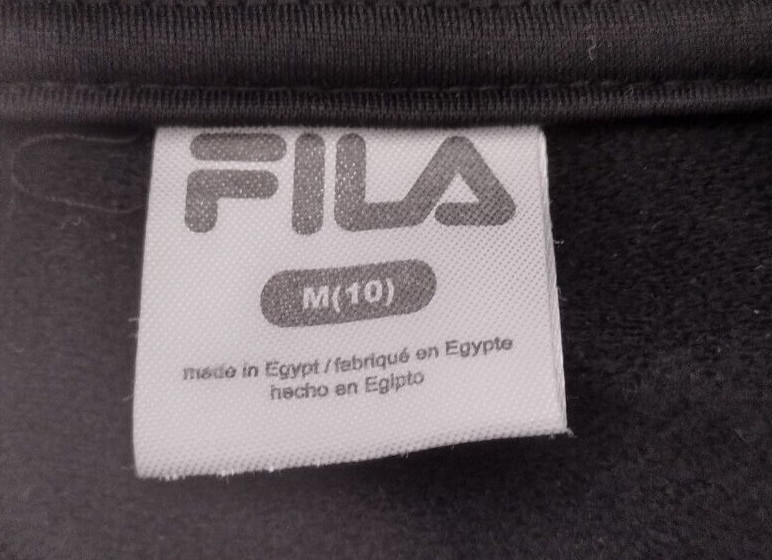 FILA
M(10)
made in Egypt / fabriqué en Egypte
hecho en Egipto